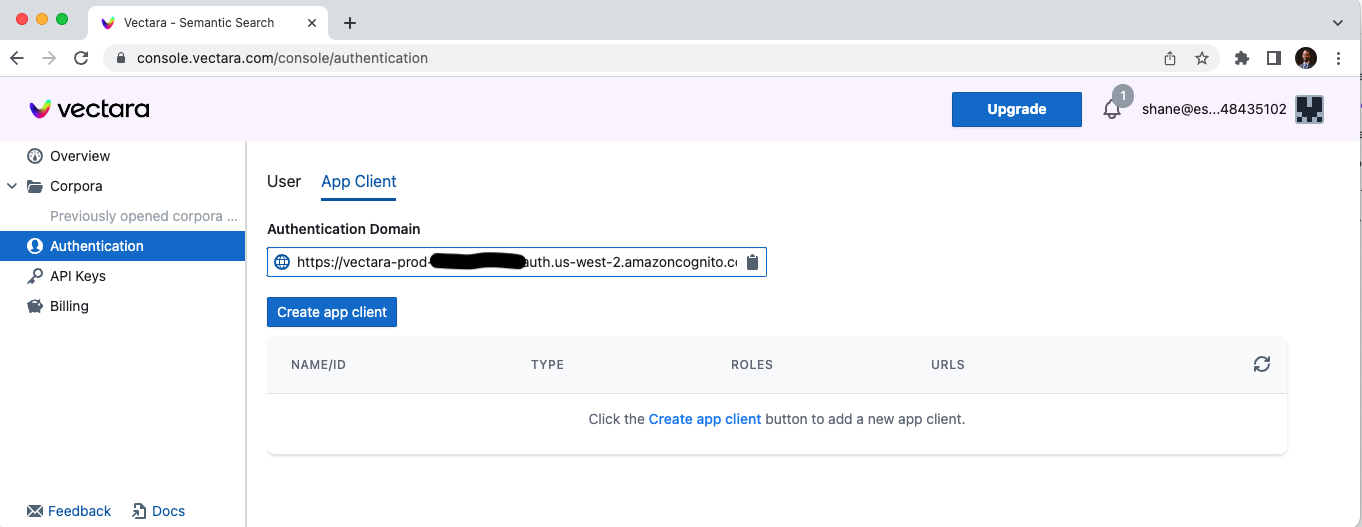 Vectara - Semantic Search
console.vectara.com/console/authentication
vectara
Upgrade
1
shane@es...48435102
Overview
Corpora
Previously opened corpora ...
Authentication
API Keys
Billing
User App Client
Authentication Domain
https://vectara-prod- auth.us-west-2.amazoncognito.c
Create app client
NAME/ID TYPE ROLES URLS
Click the Create app client button to add a new app client.
Feedback Docs